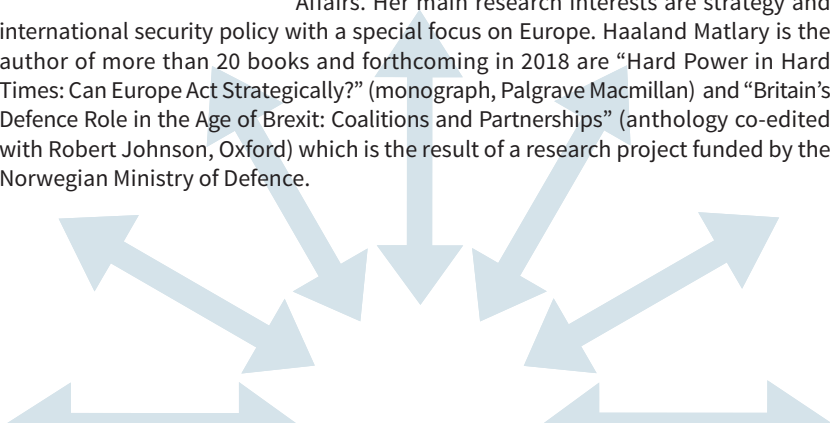 Affairs. Her main research interests are strategy and
international security policy with a special focus on Europe. Haaland Matlary is the
author of more than 20 books and forthcoming in 2018 are “Hard Power in Hard
Times: Can Europe Act Strategically?” (monograph, Palgrave Macmillan) and “Britain’s
Defence Role in the Age of Brexit: Coalitions and Partnerships” (anthology co-edited
with Robert Johnson, Oxford) which is the result of a research project funded by the
Norwegian Ministry of Defence.